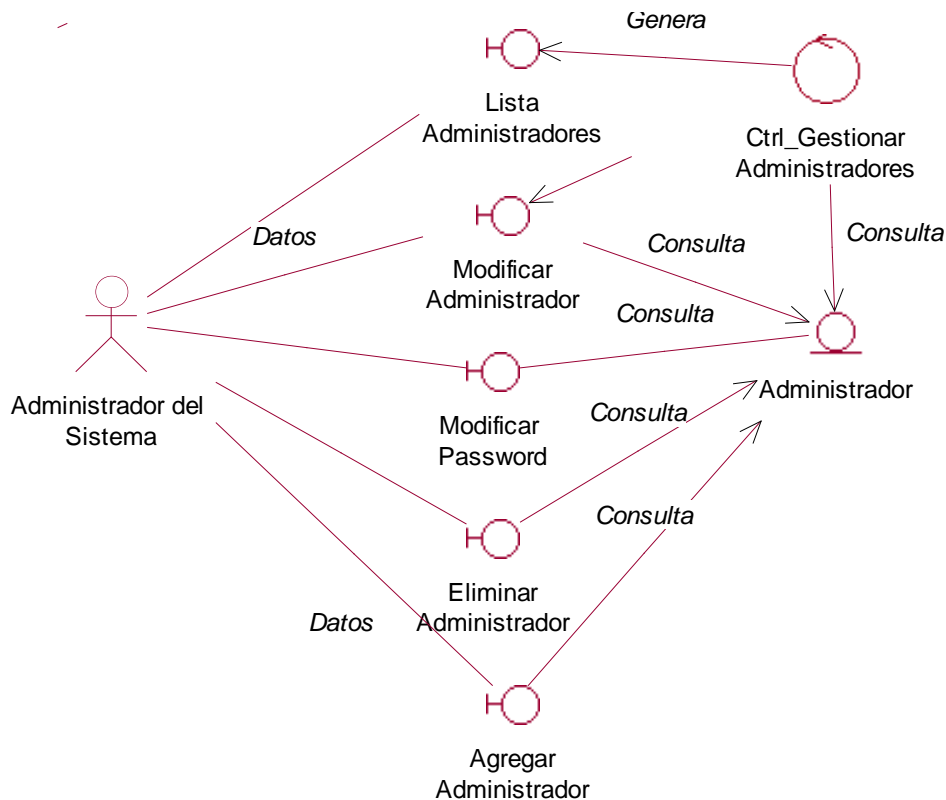 Genera
Lista
Administradores
Ctrl_Gestionar
Administradores
Datos
Consulta
Consulta
Modificar
Administrador
Consulta
Administrador del
Sistema
Modificar
Password
Administrador
Consulta
Consulta
Eliminar
Administrador
Datos
Agregar
Administrador